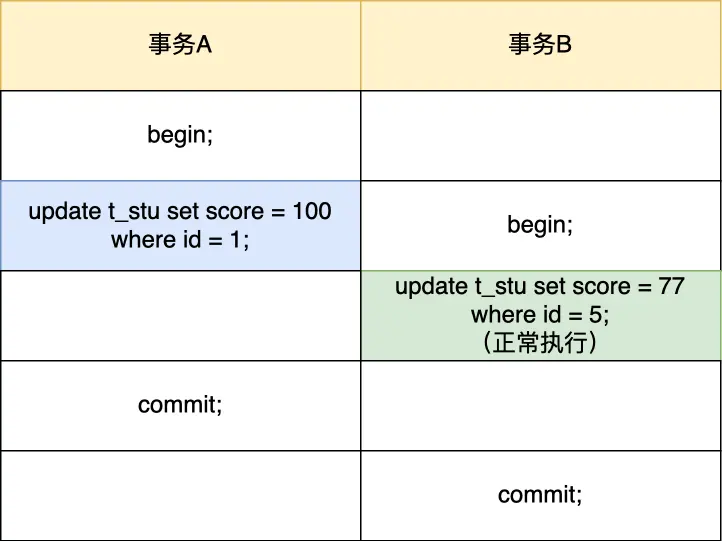 事务A
事务B
begin;
update t_stu set score = 100
where id = 1;
begin;
update t_stu set score = 77
where id = 5;
（正常执行）
commit;
commit;